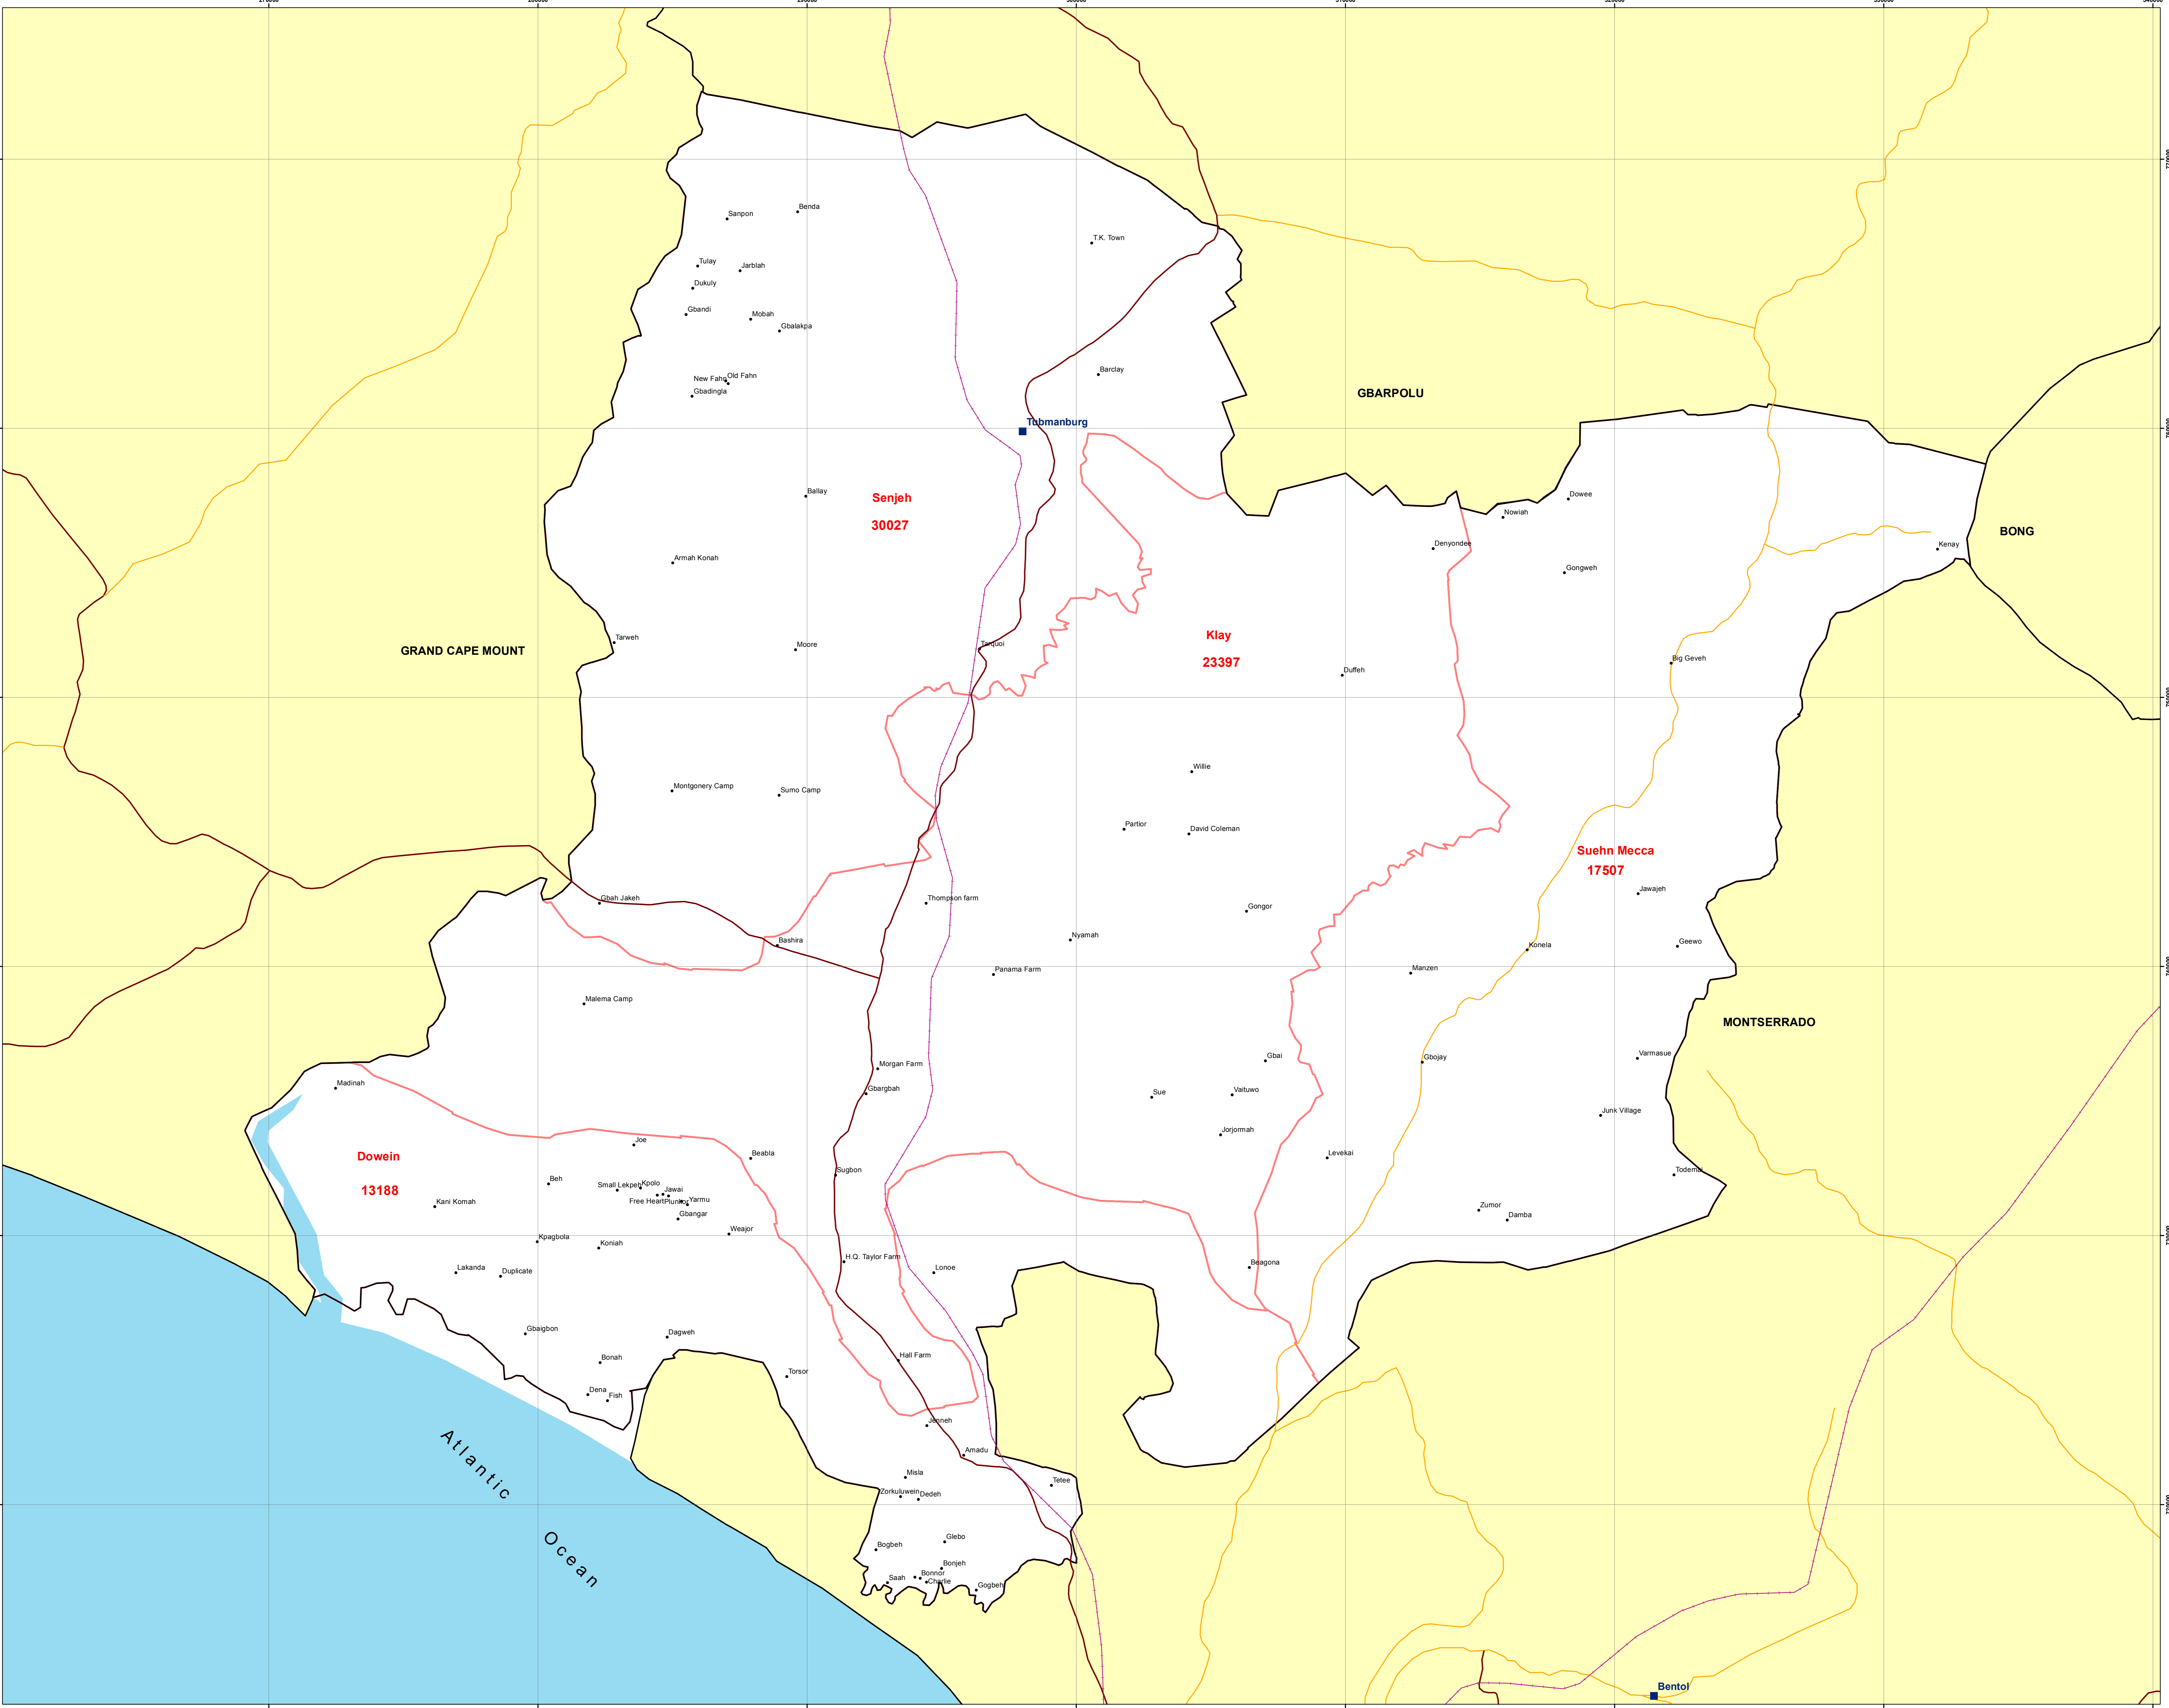 Sanpon
Benda
T.K. Town
Tulay
Jarblah
Dukuly
Gbandi
Mobah
Gbalakpa
New Fahn
Old Fahn
Gbadingla
Barclay
GBARPOLU
Tubmanburg
Ballay
Senjeh
30027
Dowee
Nowiah
Denyondee
BONG
Kenay
Armah Konah
Gongweh
Tarweh
GRAND CAPE MOUNT
Moore
Tarquoi
Klay
23397
Duffeh
Big Geveh
Willie
Montgonery Camp
Sumo Camp
Partior
David Coleman
Suehn Mecca
17507
Jawajeh
Gbah Jakeh
Thompson farm
Gongor
Bashira
Nyamah
Konela
Geewo
Panama Farm
Manzen
Malema Camp
MONTSERRADO
Morgan Farm
Gbai
Gbojay
Varmasue
Madinah
Gbargbah
Sue
Vaituwo
Junk Village
Jorjormah
Joe
Dowein
13188
Beabla
Levekai
Sugbon
Todemai
Beh
Small Lekpeh
Kpolo
Jawai
Free Heart
Plunkor
Yarmu
Kani Komah
Gbangar
Zumor
Damba
Kpagbola
Koniah
Weajor
H.Q. Taylor Farm
Lonoe
Beagona
Lakanda
Duplicate
Gbaigbon
Dagweh
Bonah
Hall Farm
Torsor
Dena
Fish
Jenneh
Amadu
Atlantic
Misla
Tetee
Zorkuluwein
Dedeh
Ocean
Glebo
Bogbeh
Bonjeh
Saah
Bonnor
Charlie
Gogbeh
Bentol